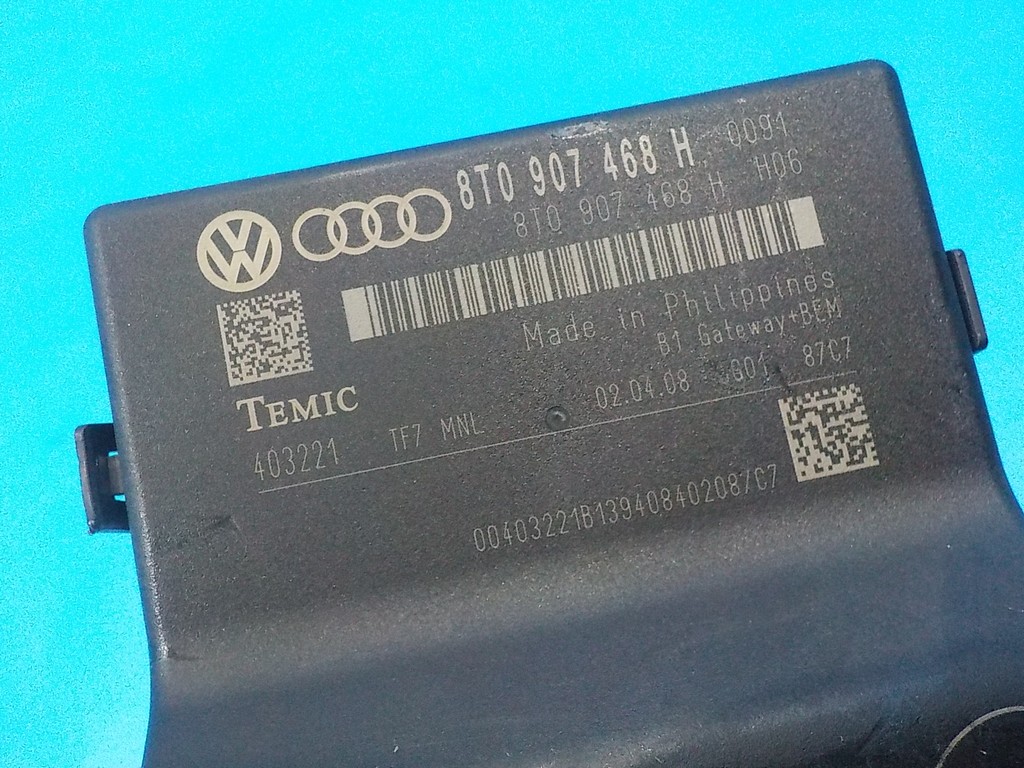 8T0 907 468 H 0091
8T0 907 468 H H06
Made in Philippines
B1 Gateway+BEM
TEMIC
403221 TF7 MNL 02.04.08 G01 87C7
00403221B139408402087C7